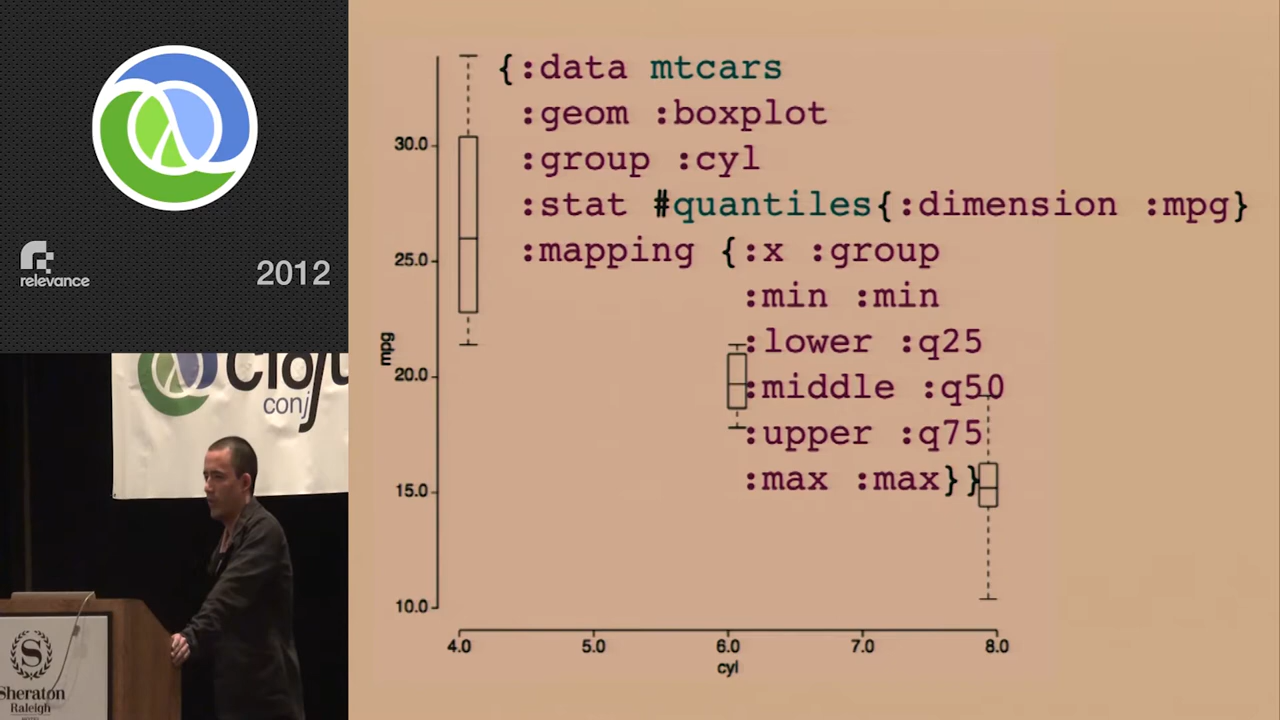 relevance
2012
Cloju
conj
S
Sheraton
Raleigh
{:data mtcars
:geom :boxplot
:group :cyl
:stat #quantiles{:dimension :mpg}
:mapping {:x :group
:min :min
:lower :q25
:middle :q50
:upper :q75
:max :max}}
30.0
25.0
20.0
15.0
10.0
mpg
4.0
5.0
6.0
7.0
8.0
cyl